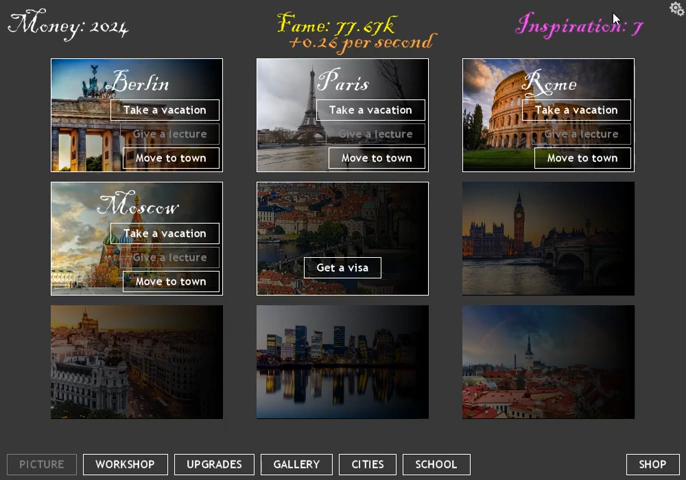 Money: 2024
Fame: 77.67k
+0.26 per second
Inspiration: 7
Berlin
Take a vacation
Give a lecture
Move to town
Paris
Take a vacation
Give a lecture
Move to town
Rome
Take a vacation
Give a lecture
Move to town
Moscow
Take a vacation
Give a lecture
Move to town
Get a visa
PICTURE
WORKSHOP
UPGRADES
GALLERY
CITIES
SCHOOL
SHOP